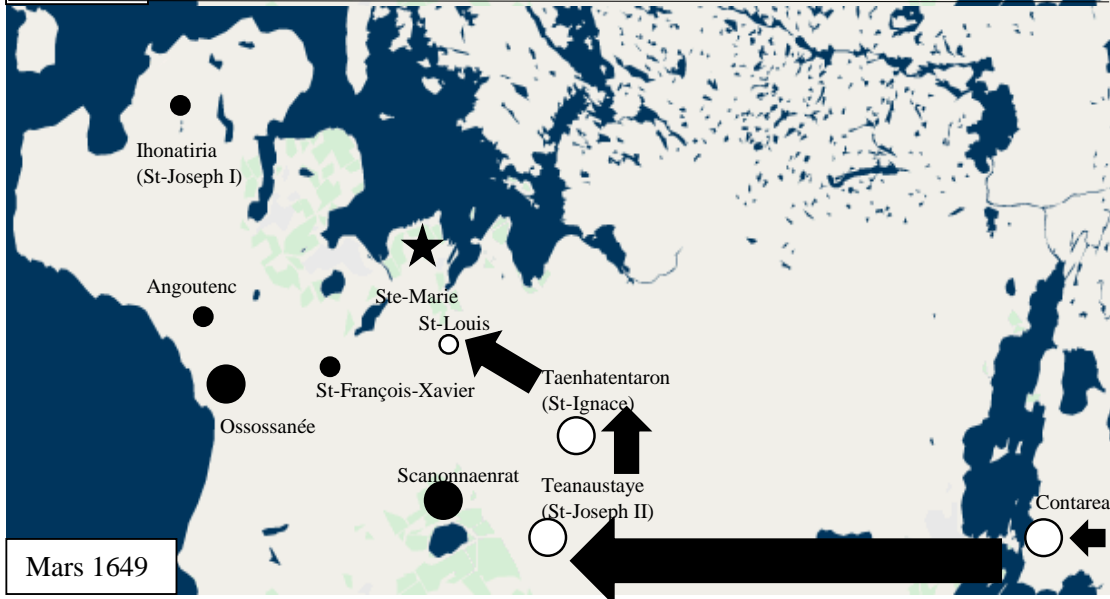 Ihonatiria
(St-Joseph I)
Angoutenc
Ste-Marie
St-Louis
Taenhatentaron
(St-Ignace)
St-François-Xavier
Ossossanée
Scanonnaenrat
Teanaustaye
(St-Joseph II)
Contarea
Mars 1649